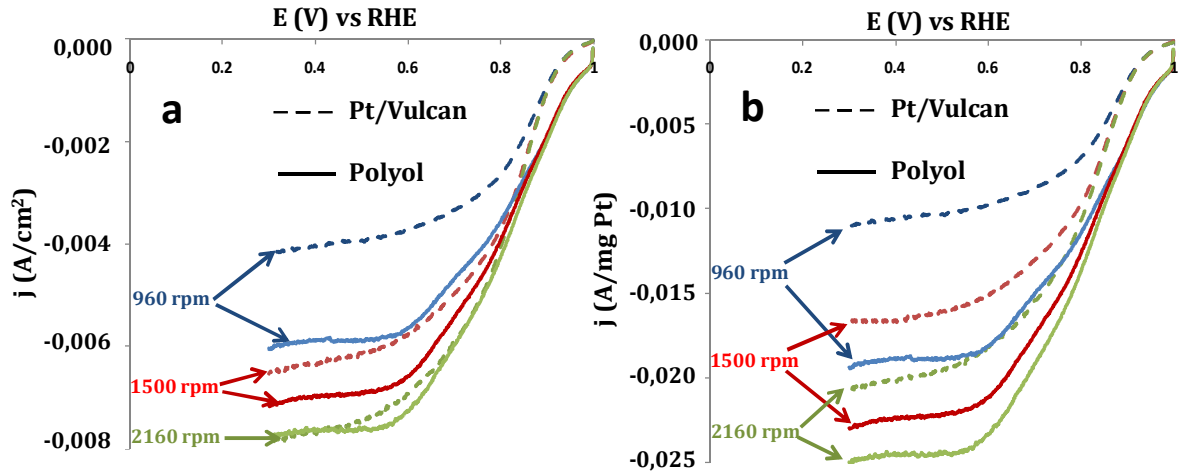 E (V) vs RHE
0,000
0
0.2
0.4
0.6
0.8
1
a
Pt/Vulcan
Polyol
-0,002
-0,004
-0,006
-0,008
j (A/cm²)
960 rpm
1500 rpm
2160 rpm
E (V) vs RHE
0,000
0
0.2
0.4
0.6
0.8
1
b
Pt/Vulcan
Polyol
-0,005
-0,010
-0,015
-0,020
-0,025
j (A/mg Pt)
960 rpm
1500 rpm
2160 rpm